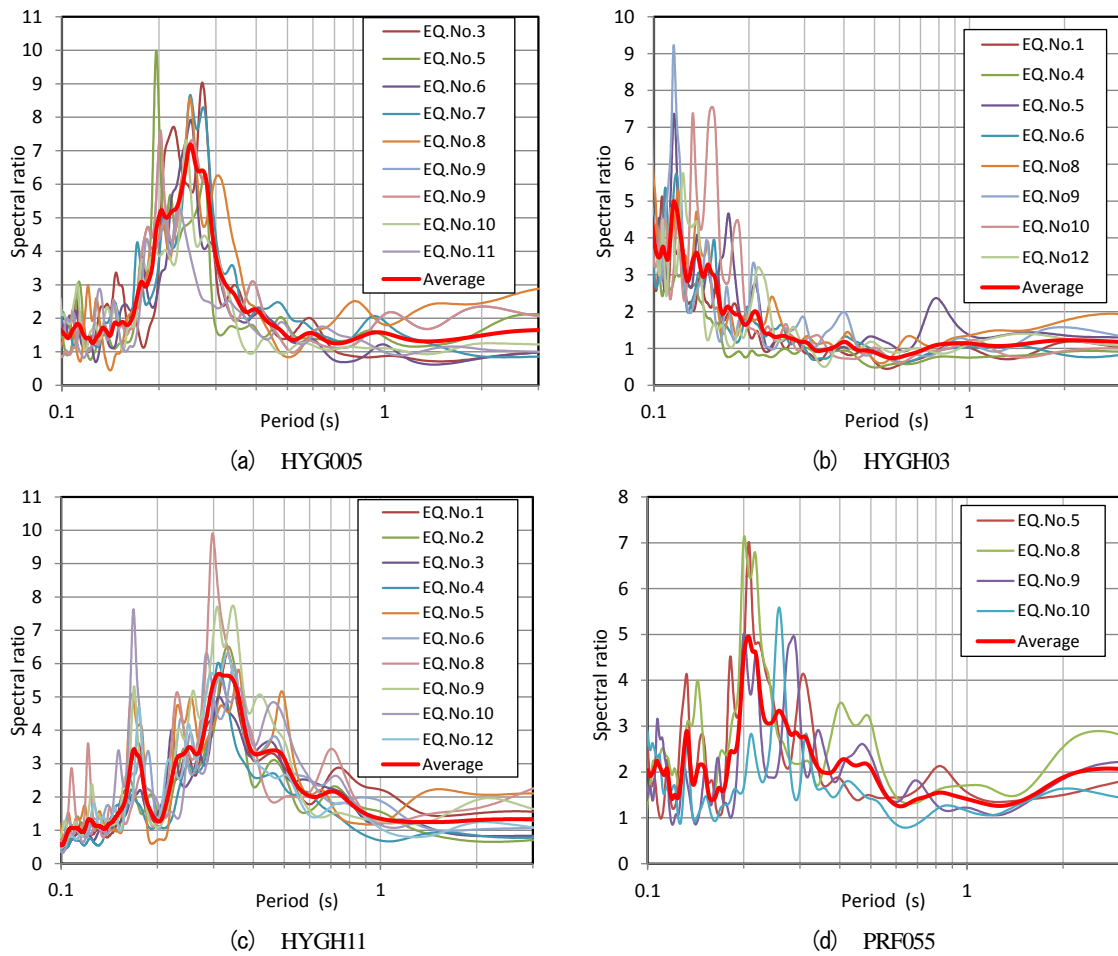 11
10
9
8
7
6
5
4
3
2
1
0
Spectral ratio
0.1
1
Period (s)
EQ.No.3
EQ.No.5
EQ.No.6
EQ.No.7
EQ.No.8
EQ.No.9
EQ.No.9
EQ.No.10
EQ.No.11
Average
(a) HYG005
10
9
8
7
6
5
4
3
2
1
0
Spectral ratio
0.1
1
Period (s)
EQ.No.1
EQ.No.4
EQ.No.5
EQ.No.6
EQ.No8
EQ.No9
EQ.No10
EQ.No12
Average
(b) HYGH03
11
10
9
8
7
6
5
4
3
2
1
0
Spectral ratio
0.1
1
Period (s)
EQ.No.1
EQ.No.2
EQ.No.3
EQ.No.4
EQ.No.5
EQ.No.6
EQ.No.8
EQ.No.9
EQ.No.10
EQ.No.12
Average
(c) HYGH11
8
7
6
5
4
3
2
1
0
Spectral ratio
0.1
1
Period (s)
EQ.No.5
EQ.No.8
EQ.No.9
EQ.No.10
Average
(d) PRF055